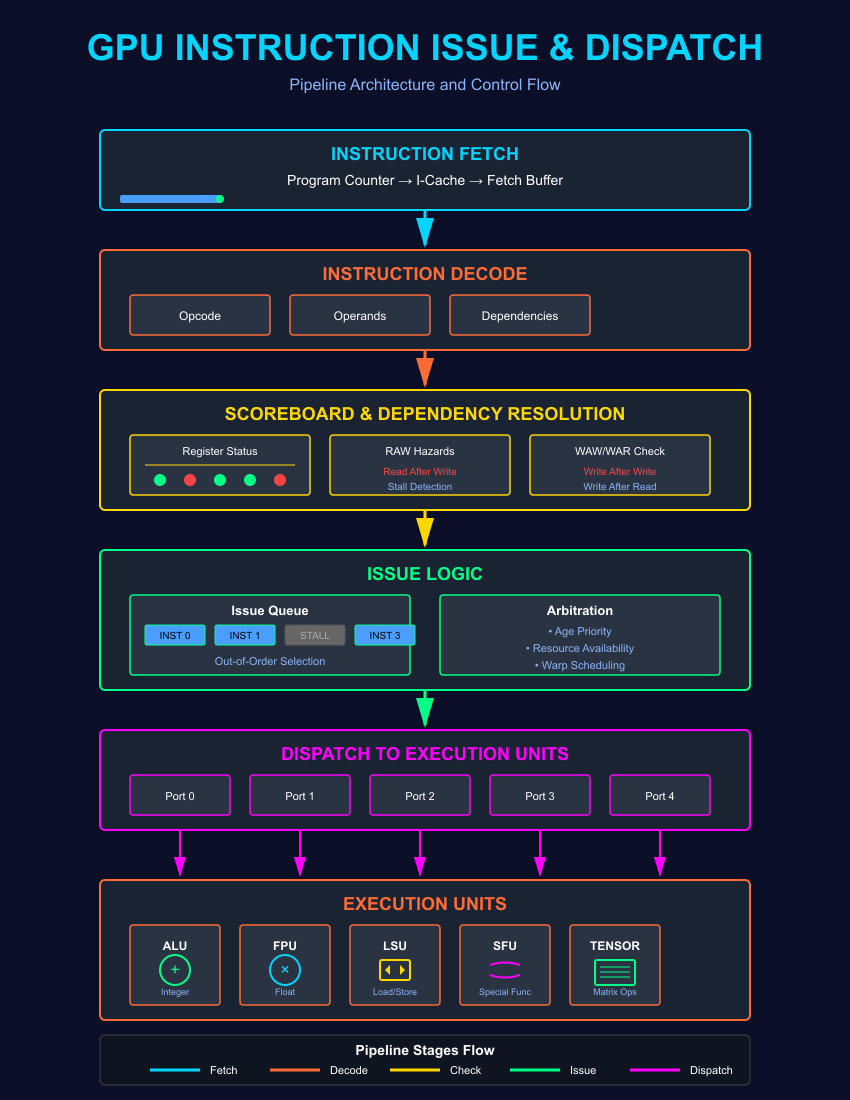 GPU INSTRUCTION ISSUE & DISPATCH
Pipeline Architecture and Control Flow
INSTRUCTION FETCH
Program Counter → I-Cache → Fetch Buffer
INSTRUCTION DECODE
Opcode
Operands
Dependencies
SCOREBOARD & DEPENDENCY RESOLUTION
Register Status
RAW Hazards
Read After Write
Stall Detection
WAW/WAR Check
Write After Write
Write After Read
ISSUE LOGIC
Issue Queue
INST 0
INST 1
STALL
INST 3
Out-of-Order Selection
Arbitration
• Age Priority
• Resource Availability
• Warp Scheduling
DISPATCH TO EXECUTION UNITS
Port 0
Port 1
Port 2
Port 3
Port 4
EXECUTION UNITS
ALU
+
Integer
FPU
×
Float
LSU
Load/Store
SFU
Special Func
TENSOR
Matrix Ops
Pipeline Stages Flow
Fetch
Decode
Check
Issue
Dispatch